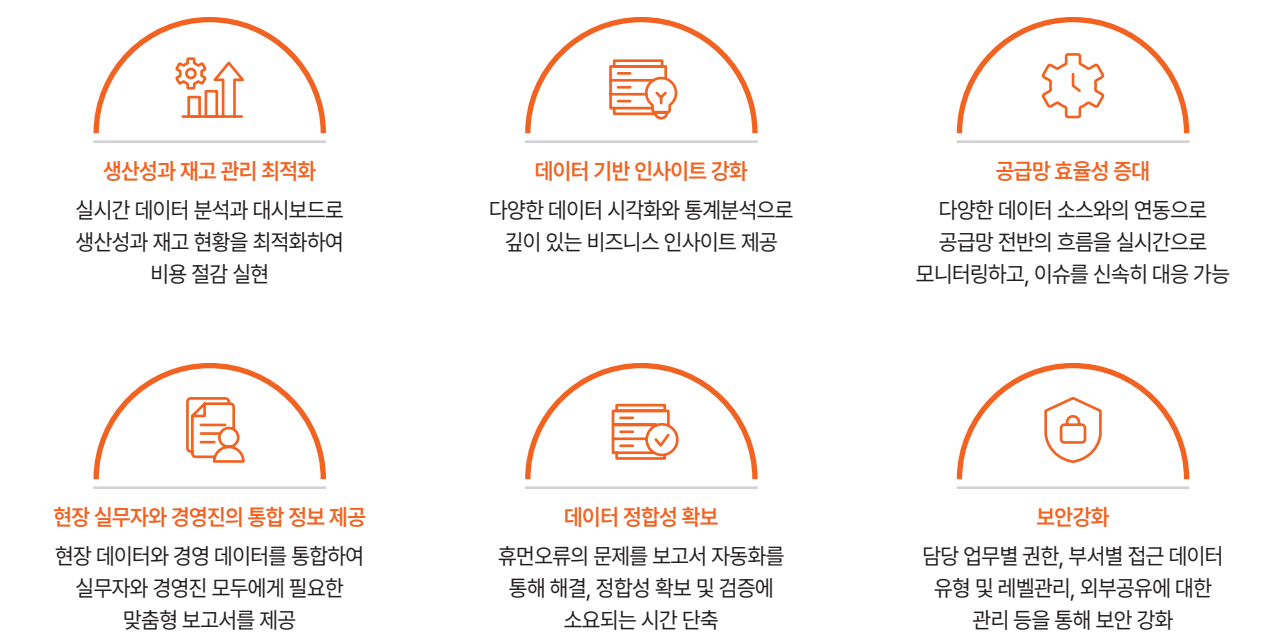 생산성과 재고 관리 최적화
실시간 데이터 분석과 대시보드로
생산성과 재고 현황을 최적화하여
비용 절감 실현
데이터 기반 인사이트 강화
다양한 데이터 시각화와 통계분석으로
깊이 있는 비즈니스 인사이트 제공
공급망 효율성 증대
다양한 데이터 소스와의 연동으로
공급망 전반의 흐름을 실시간으로
모니터링하고, 이슈를 신속히 대응 가능
현장 실무자와 경영진의 통합 정보 제공
현장 데이터와 경영 데이터를 통합하여
실무자와 경영진 모두에게 필요한
맞춤형 보고서를 제공
데이터 정합성 확보
휴먼오류의 문제를 보고서 자동화를
통해 해결, 정합성 확보 및 검증에
소요되는 시간 단축
보안강화
담당 업무별 권한, 부서별 접근 데이터
유형 및 레벨관리, 외부공유에 대한
관리 등을 통해 보안 강화